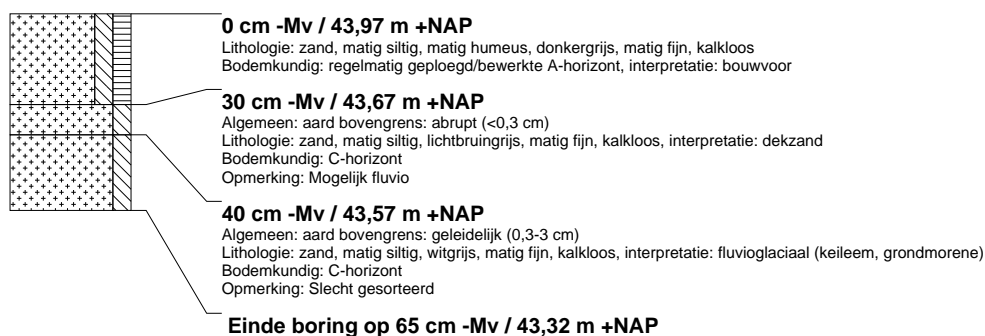 0 cm -Mv / 43,97 m +NAP
Lithologie: zand, matig siltig, matig humeus, donkergrijs, matig fijn, kalkloos
Bodemkundig: regelmatig geploegd/bewerkte A-horizont, interpretatie: bouwvoor
30 cm -Mv / 43,67 m +NAP
Algemeen: aard bovengrens: abrupt (<0,3 cm)
Lithologie: zand, matig siltig, lichtbruingrijs, matig fijn, kalkloos, interpretatie: dekzand
Bodemkundig: C-horizont
Opmerking: Mogelijk fluvio
40 cm -Mv / 43,57 m +NAP
Algemeen: aard bovengrens: geleidelijk (0,3-3 cm)
Lithologie: zand, matig siltig, witgrijs, matig fijn, kalkloos, interpretatie: fluvioglaciaal (keileem, grondmorene)
Bodemkundig: C-horizont
Opmerking: Slecht gesorteerd
Einde boring op 65 cm -Mv / 43,32 m +NAP